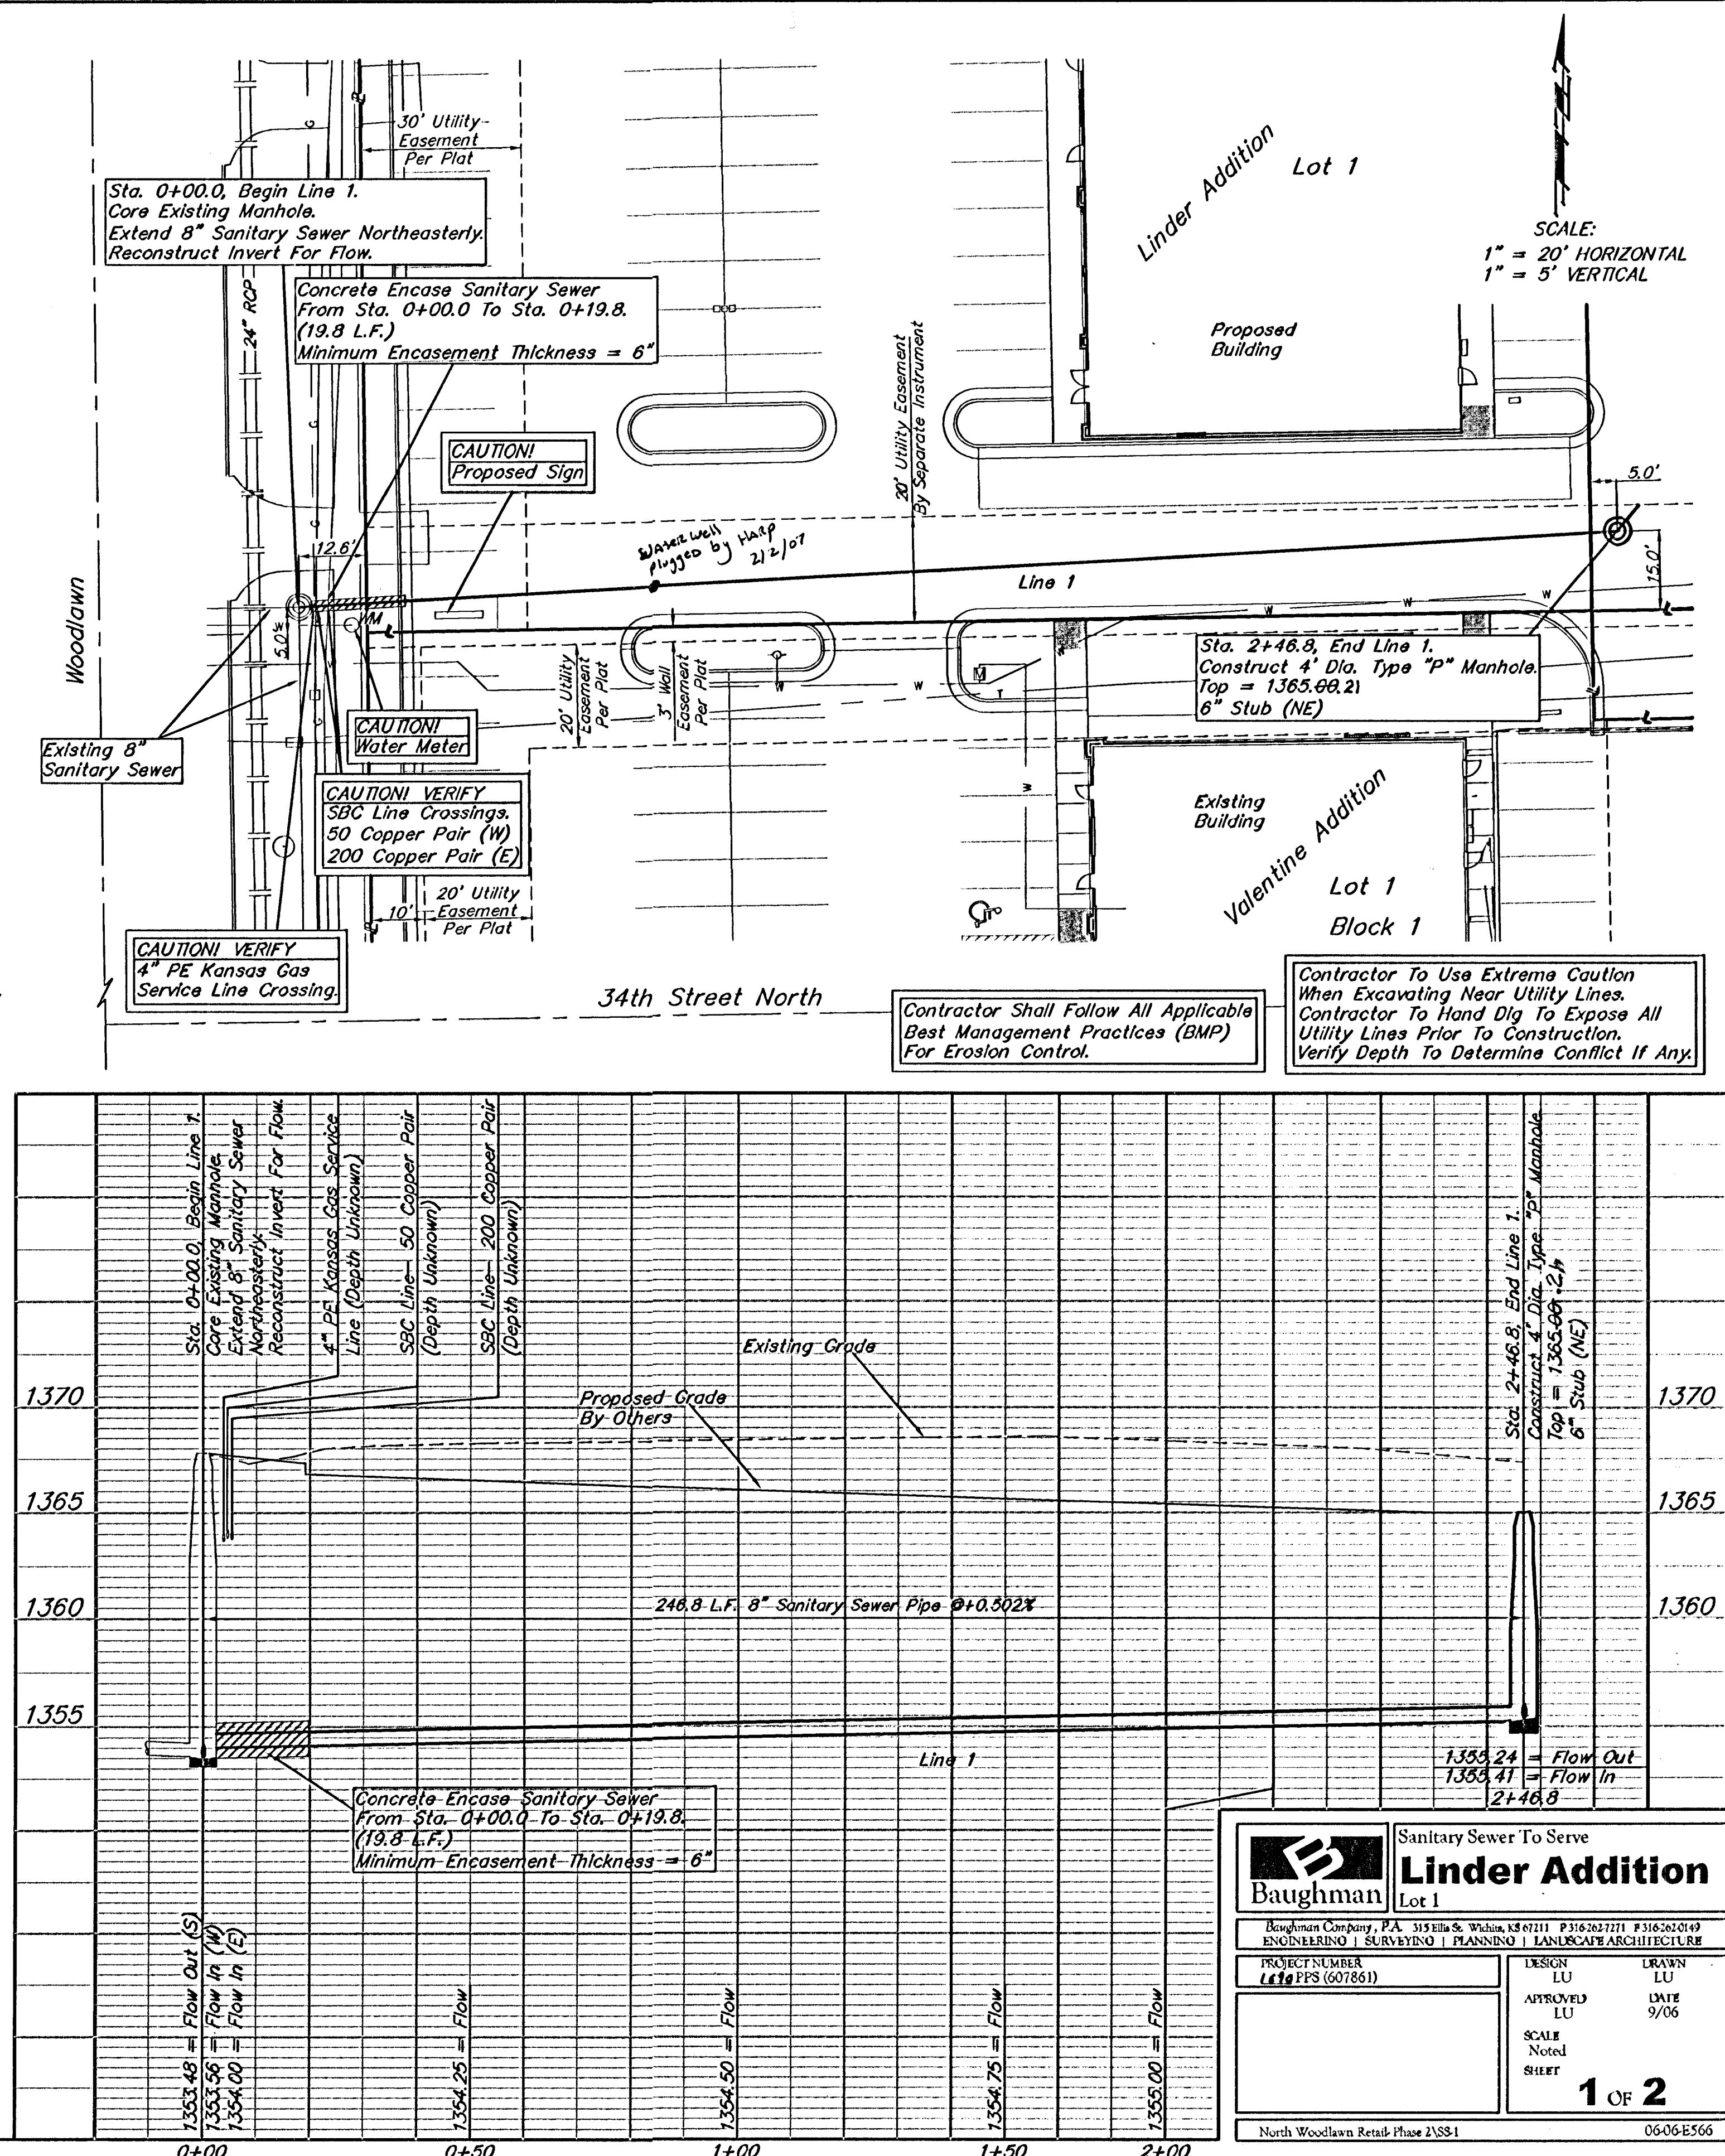 30' Utility
Easement
Per Plat
Sta. 0+00.0, Begin Line 1.
Core Existing Manhole.
Extend 8" Sanitary Sewer Northeasterly.
Reconstruct Invert For Flow.
24" RCP
Concrete Encase Sanitary Sewer
From Sta. 0+00.0 To Sta. 0+19.8.
(19.8 L.F.)
Minimum Encasement Thickness = 6"
Linder Addition
Lot 1
SCALE:
1" = 20' HORIZONTAL
1" = 5' VERTICAL
Proposed
Building
CAUTION!
Proposed Sign
20' Utility Easement
By Separate Instrument
5.0'
Water Well
plugged by HARP
2/2/07
12.6'
Line 1
15.0'
Woodlawn
5.0'
WM
Sta. 2+46.8, End Line 1.
Construct 4' Dia. Type "P" Manhole.
Top = 1365.00.21
6" Stub (NE)
20' Utility
Easement
Per Plat
3' Wall
Easement
Per Plat
CAUTION!
Water Meter
Existing 8"
Sanitary Sewer
CAUTION! VERIFY
SBC Line Crossings.
50 Copper Pair (W)
200 Copper Pair (E)
Existing
Building
Valentine Addition
Lot 1
Block 1
10'
20' Utility
Easement
Per Plat
CAUTION! VERIFY
4" PE Kansas Gas
Service Line Crossing.
34th Street North
Contractor Shall Follow All Applicable
Best Management Practices (BMP)
For Erosion Control.
Contractor To Use Extreme Caution
When Excavating Near Utility Lines.
Contractor To Hand Dig To Expose All
Utility Lines Prior To Construction.
Verify Depth To Determine Conflict If Any.
Sta. 0+00.0, Begin Line 1.
Core Existing Manhole.
Extend 8" Sanitary Sewer
Northeasterly.
Reconstruct Invert For Flow.
4" PE Kansas Gas Service
Line (Depth Unknown)
SBC Line- 50 Copper Pair
(Depth Unknown)
SBC Line- 200 Copper Pair
(Depth Unknown)
Sta. 2+46.8, End Line 1.
Construct 4' Dia. Type "P" Manhole
Top = 1365.00.21
6" Stub (NE)
Existing Grade
Proposed Grade
By Others
1370
1370
1365
1365
1360
1360
1355
246.8 L.F. 8" Sanitary Sewer Pipe @+0.502%
Line 1
1355.24 = Flow Out
1355.41 = Flow In
2+46.8
Concrete Encase Sanitary Sewer
From Sta. 0+00.0 To Sta. 0+19.8.
(19.8 L.F.)
Minimum Encasement Thickness = 6"
1353.48 = Flow Out (S)
1353.56 = Flow In (W)
1354.00 = Flow In (E)
1354.25 = Flow
1354.50 = Flow
1354.75 = Flow
1355.00 = Flow
0+00
0+50
1+00
1+50
2+00
Baughman
Sanitary Sewer To Serve
Linder Addition
Lot 1
Baughman Company, P.A. 315 Ellis St. Wichita, KS 67211 P 316-262-7271 F 316-262-0149
ENGINEERING | SURVEYING | PLANNING | LANDSCAPE ARCHITECTURE
PROJECT NUMBER
PPS (607861)
DESIGN
LU
DRAWN
LU
APPROVED
LU
DATE
9/06
SCALE
Noted
SHEET
1 OF 2
North Woodlawn Retail Phase 2\SS-1
06-06-E566